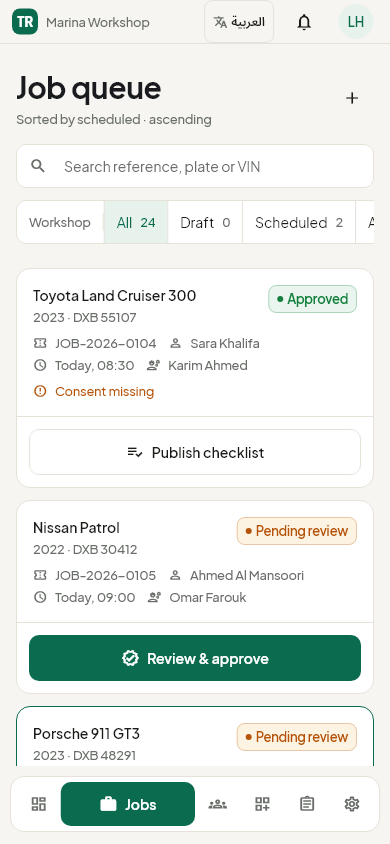 TR Marina Workshop العربية LH
Job queue
Sorted by scheduled · ascending
Search reference, plate or VIN
Workshop All 24 Draft 0 Scheduled 2
Toyota Land Cruiser 300 Approved
2023 · DXB 55107
JOB-2026-0104 Sara Khalifa
Today, 08:30 Karim Ahmed
Consent missing
Publish checklist
Nissan Patrol Pending review
2022 · DXB 30412
JOB-2026-0105 Ahmed Al Mansoori
Today, 09:00 Omar Farouk
Review & approve
Porsche 911 GT3 Pending review
2023 · DXB 48291
Jobs